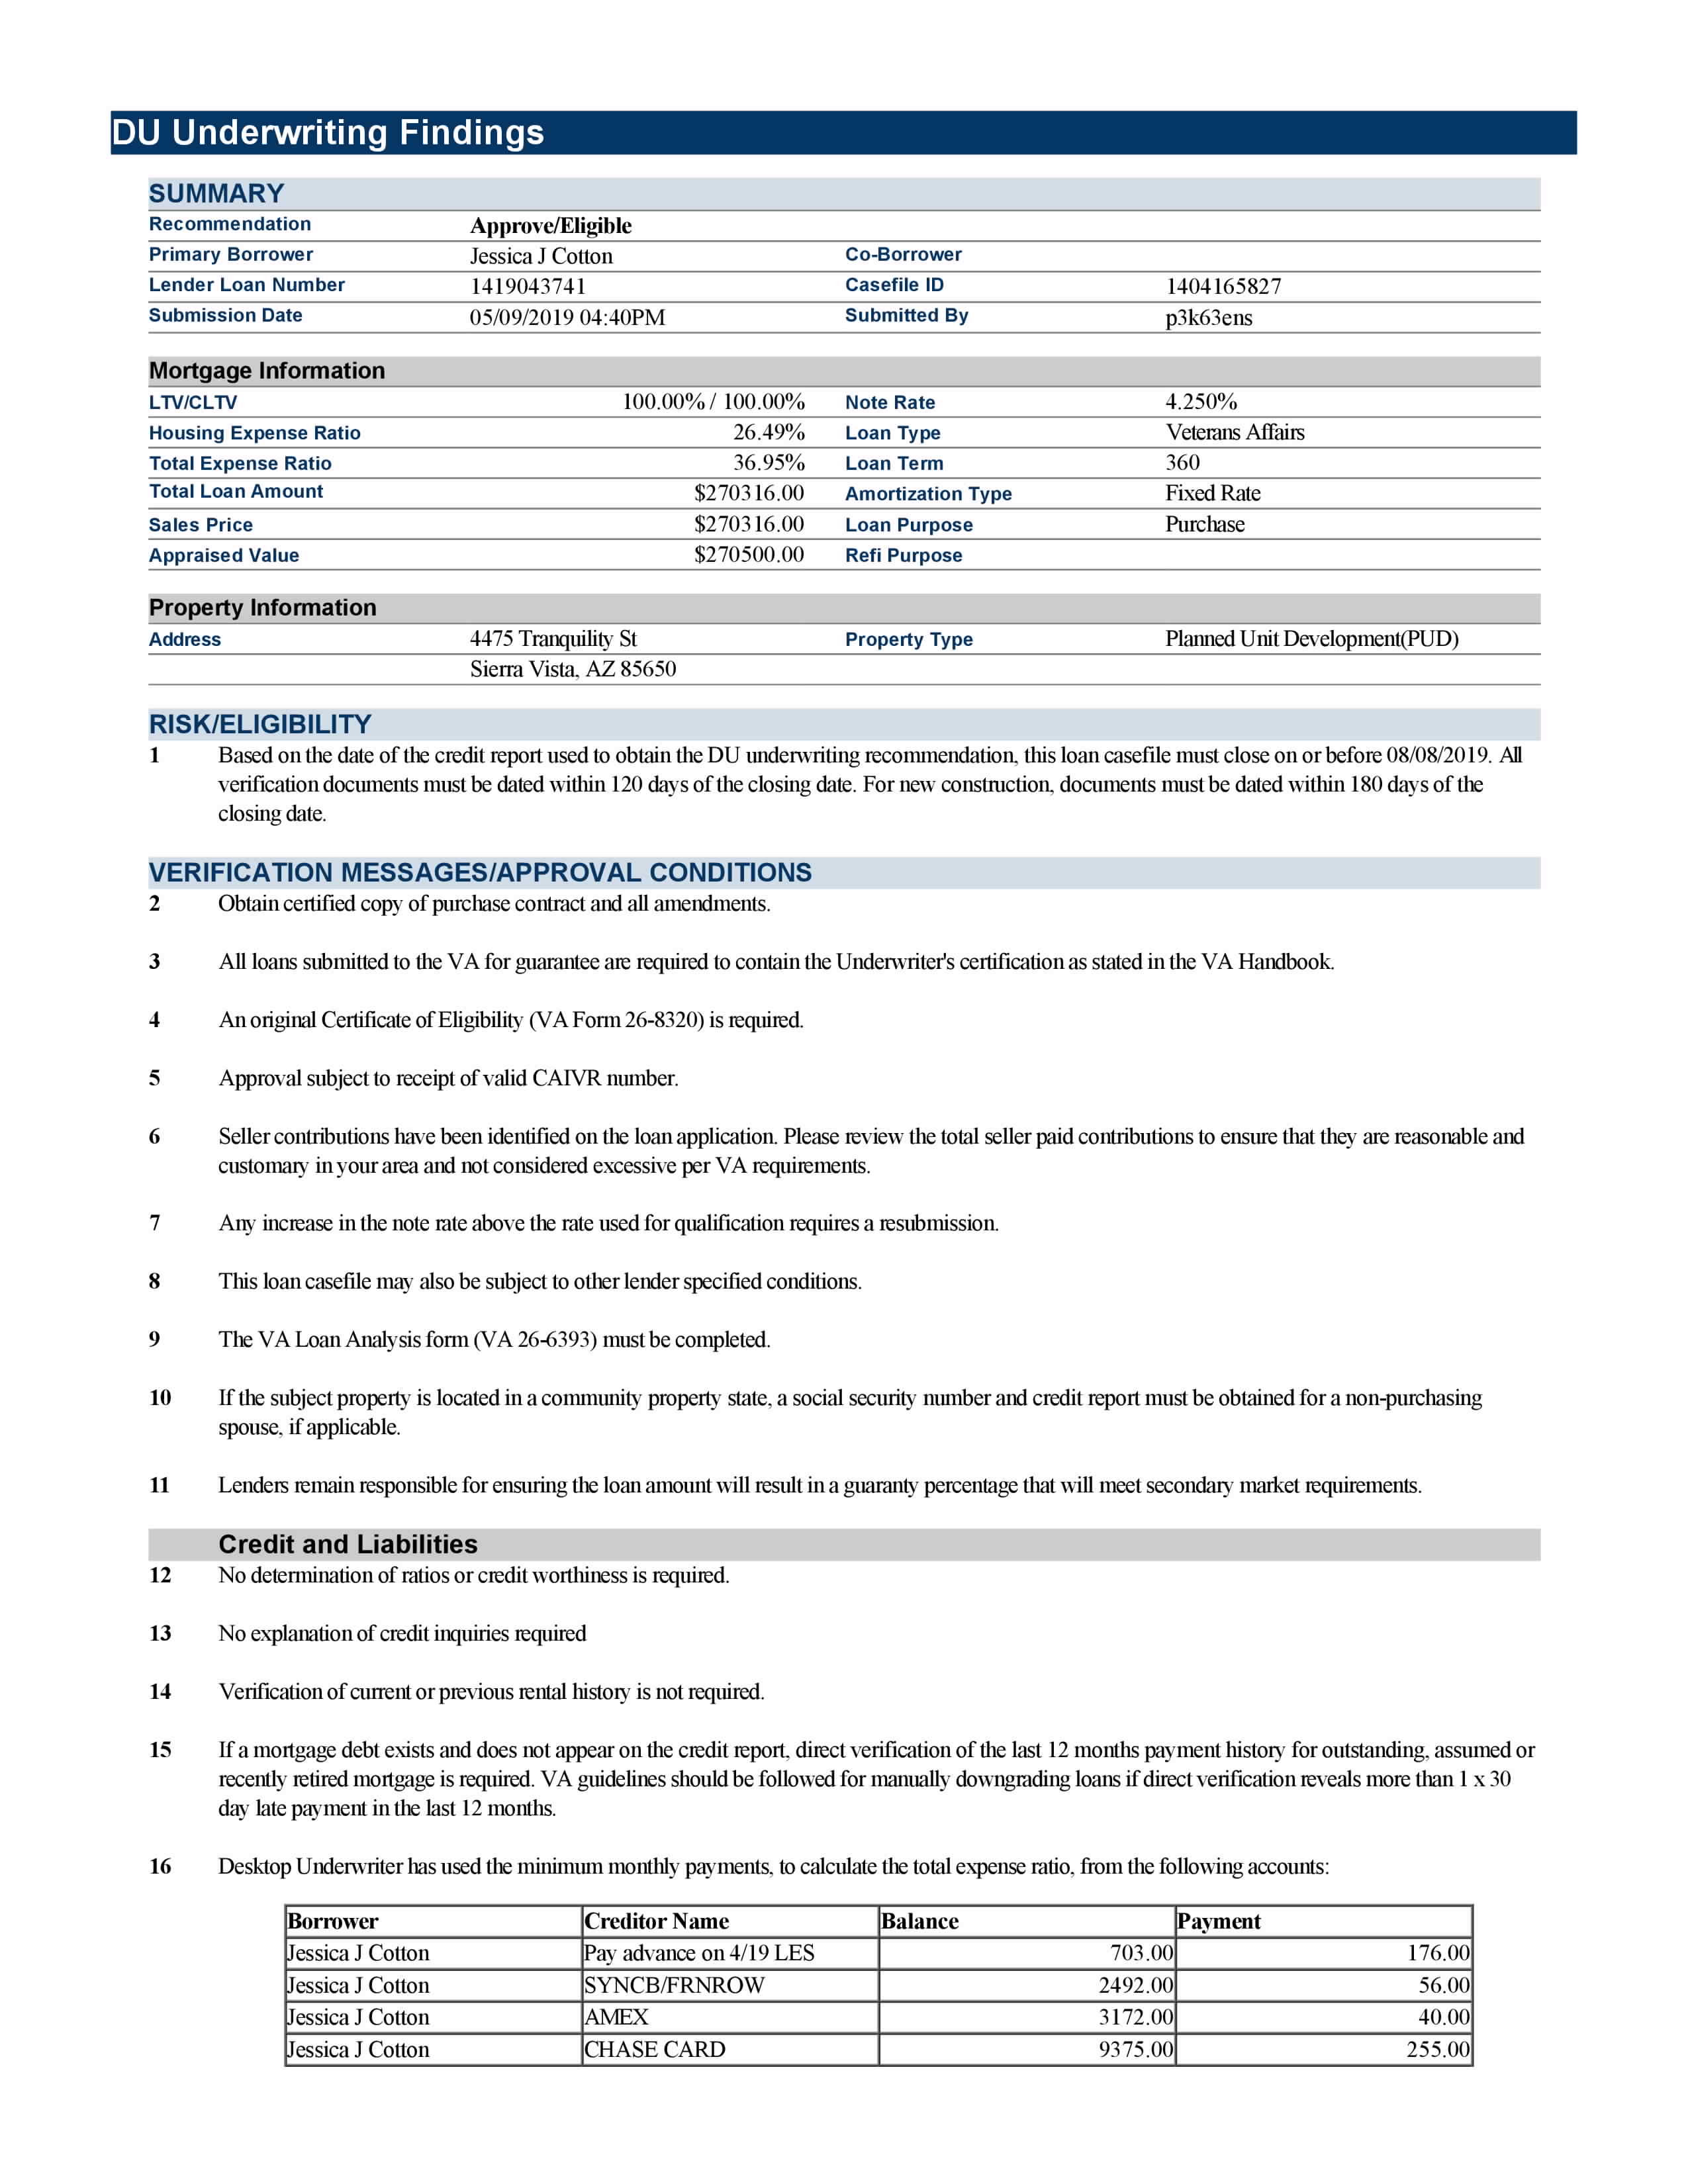 DU Underwriting Findings
SUMMARY
Recommendation Approve/Eligible
Primary Borrower Jessica J Cotton Co-Borrower
Lender Loan Number 1419043741 Casefile ID 1404165827
Submission Date 05/09/2019 04:40PM Submitted By p3k63ens
Mortgage Information
LTV/CLTV 100.00% / 100.00% Note Rate 4.250%
Housing Expense Ratio 26.49% Loan Type Veterans Affairs
Total Expense Ratio 36.95% Loan Term 360
Total Loan Amount $270316.00 Amortization Type Fixed Rate
Sales Price $270316.00 Loan Purpose Purchase
Appraised Value $270500.00 Refi Purpose
Property Information
Address 4475 Tranquility St Property Type Planned Unit Development(PUD)
Sierra Vista, AZ 85650
RISK/ELIGIBILITY
1 Based on the date of the credit report used to obtain the DU underwriting recommendation, this loan casefile must close on or before 08/08/2019. All
verification documents must be dated within 120 days of the closing date. For new construction, documents must be dated within 180 days of the
closing date.
VERIFICATION MESSAGES/APPROVAL CONDITIONS
2 Obtain certified copy of purchase contract and all amendments.
3 All loans submitted to the VA for guarantee are required to contain the Underwriter's certification as stated in the VA Handbook.
4 An original Certificate of Eligibility (VA Form 26-8320) is required.
5 Approval subject to receipt of valid CAIVR number.
6 Seller contributions have been identified on the loan application. Please review the total seller paid contributions to ensure that they are reasonable and
customary in your area and not considered excessive per VA requirements.
7 Any increase in the note rate above the rate used for qualification requires a resubmission.
8 This loan casefile may also be subject to other lender specified conditions.
9 The VA Loan Analysis form (VA 26-6393) must be completed.
10 If the subject property is located in a community property state, a social security number and credit report must be obtained for a non-purchasing
spouse, if applicable.
11 Lenders remain responsible for ensuring the loan amount will result in a guaranty percentage that will meet secondary market requirements.
Credit and Liabilities
12 No determination of ratios or credit worthiness is required.
13 No explanation of credit inquiries required
14 Verification of current or previous rental history is not required.
15 If a mortgage debt exists and does not appear on the credit report, direct verification of the last 12 months payment history for outstanding, assumed or
recently retired mortgage is required. VA guidelines should be followed for manually downgrading loans if direct verification reveals more than 1 x 30
day late payment in the last 12 months.
16 Desktop Underwriter has used the minimum monthly payments, to calculate the total expense ratio, from the following accounts:
Borrower Creditor Name Balance Payment
Jessica J Cotton Pay advance on 4/19 LES 703.00 176.00
Jessica J Cotton SYNCB/FRNROW 2492.00 56.00
Jessica J Cotton AMEX 3172.00 40.00
Jessica J Cotton CHASE CARD 9375.00 255.00